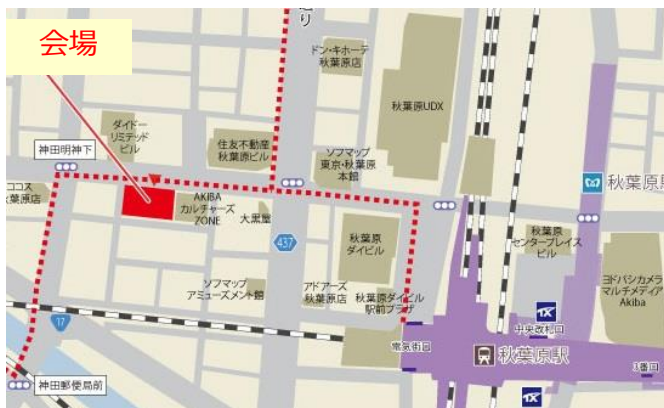 会場
ドン・キホーテ
秋葉原店
秋葉原UDX
ダイドー
リミテッド
ビル
神田明神下
住友不動産
秋葉原ビル
ソフマップ
東京・秋葉原
本館
ココス
秋葉原店
AKIBA
カルチャーズ
ZONE
大黒屋
437
秋葉原
ダイビル
秋葉原
センタープレイス
ビル
ヨドバシカメラ
マルチメディア
Akiba
ソフマップ
アミューズメント館
アドアーズ
秋葉原店
秋葉原ダイビル
駅前プラザ
17
電気街口
秋葉原駅
中央改札口
3番口
神田郵便局前
TX
TX